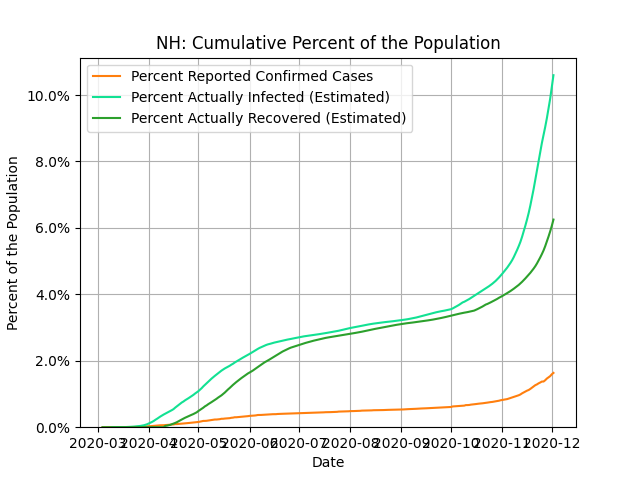 NH: Cumulative Percent of the Population
Percent Reported Confirmed Cases
Percent Actually Infected (Estimated)
Percent Actually Recovered (Estimated)
Percent of the Population
10.0%
8.0%
6.0%
4.0%
2.0%
0.0%
2020-03 2020-04 2020-05 2020-06 2020-07 2020-08 2020-09 2020-10 2020-11 2020-12
Date